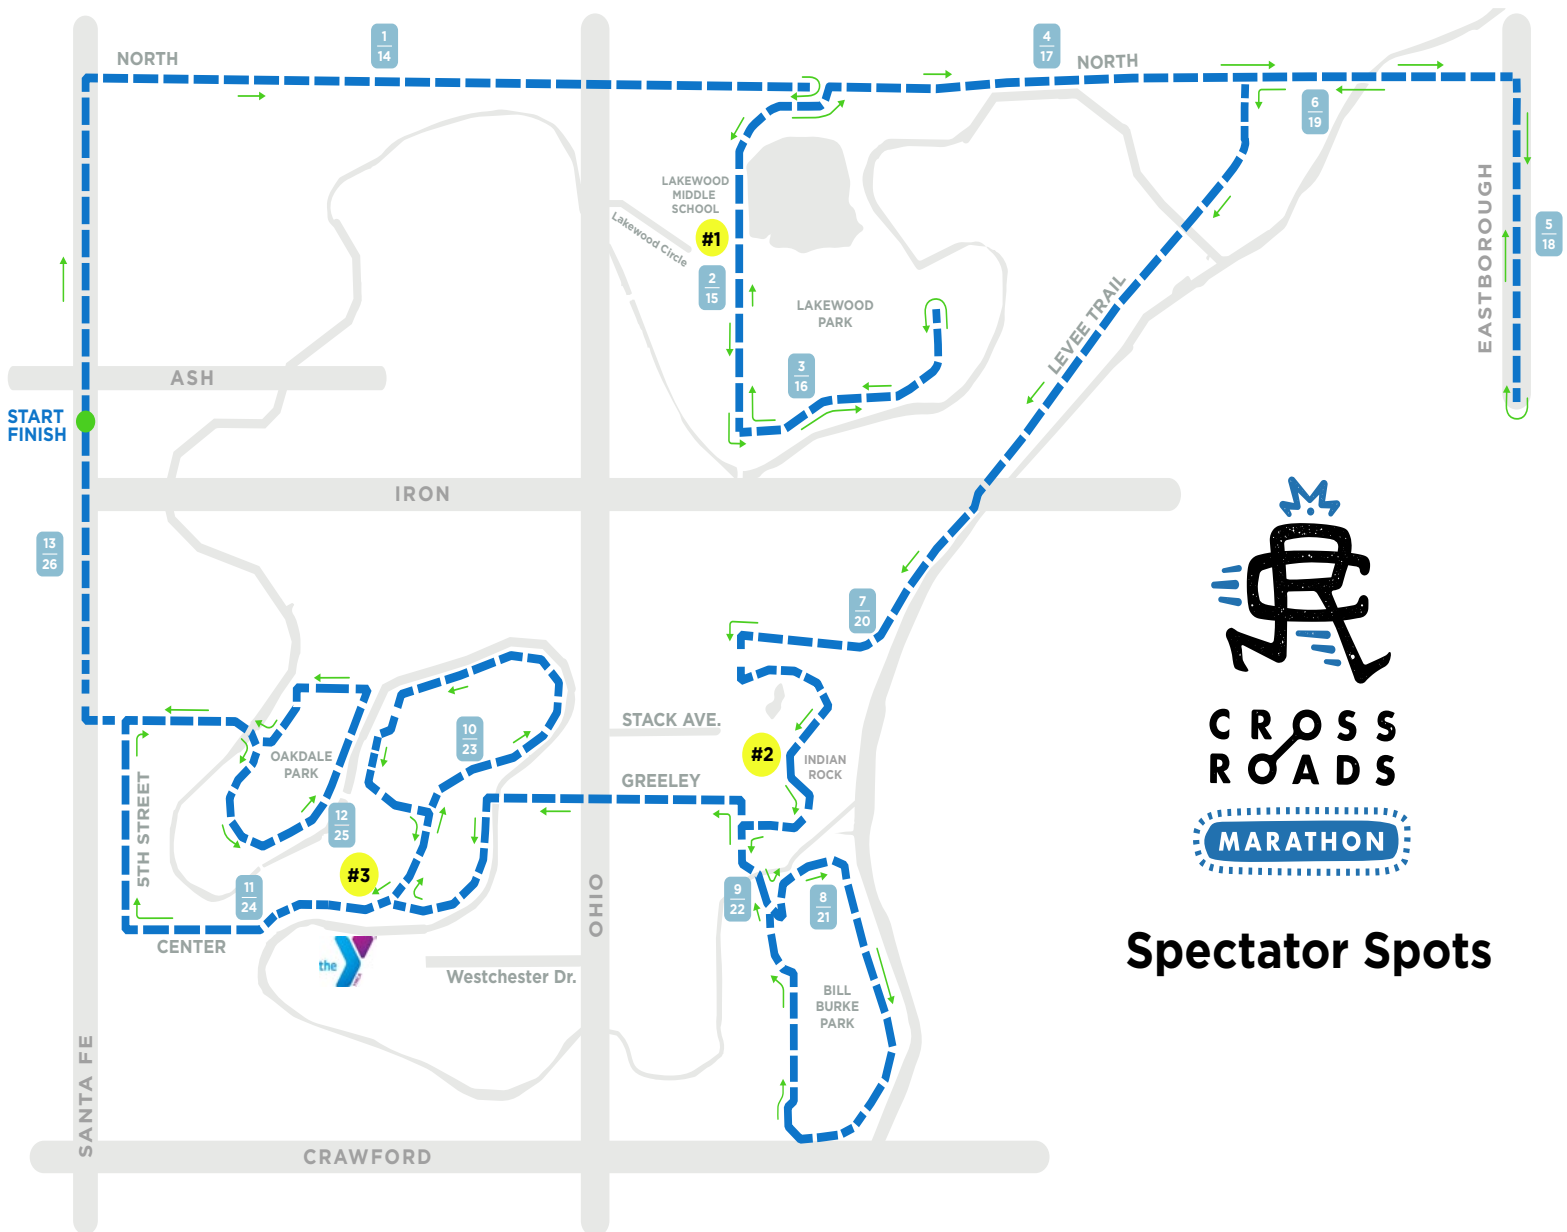 1
14
4
17
NORTH
NORTH
6
19
LAKEWOOD
MIDDLE
SCHOOL
Lakewood Circle
#1
2
15
EASTBOROUGH
5
18
LAKEWOOD
PARK
LEVEE TRAIL
3
16
ASH
START
FINISH
IRON
13
26
7
20
STACK AVE.
10
23
OAKDALE
PARK
#2
INDIAN
ROCK
GREELEY
5TH STREET
12
25
#3
11
24
9
22
8
21
OHIO
CENTER
the
Y
Westchester Dr.
BILL
BURKE
PARK
SANTA FE
CRAWFORD
CR
CROSS
ROADS
MARATHON
Spectator Spots